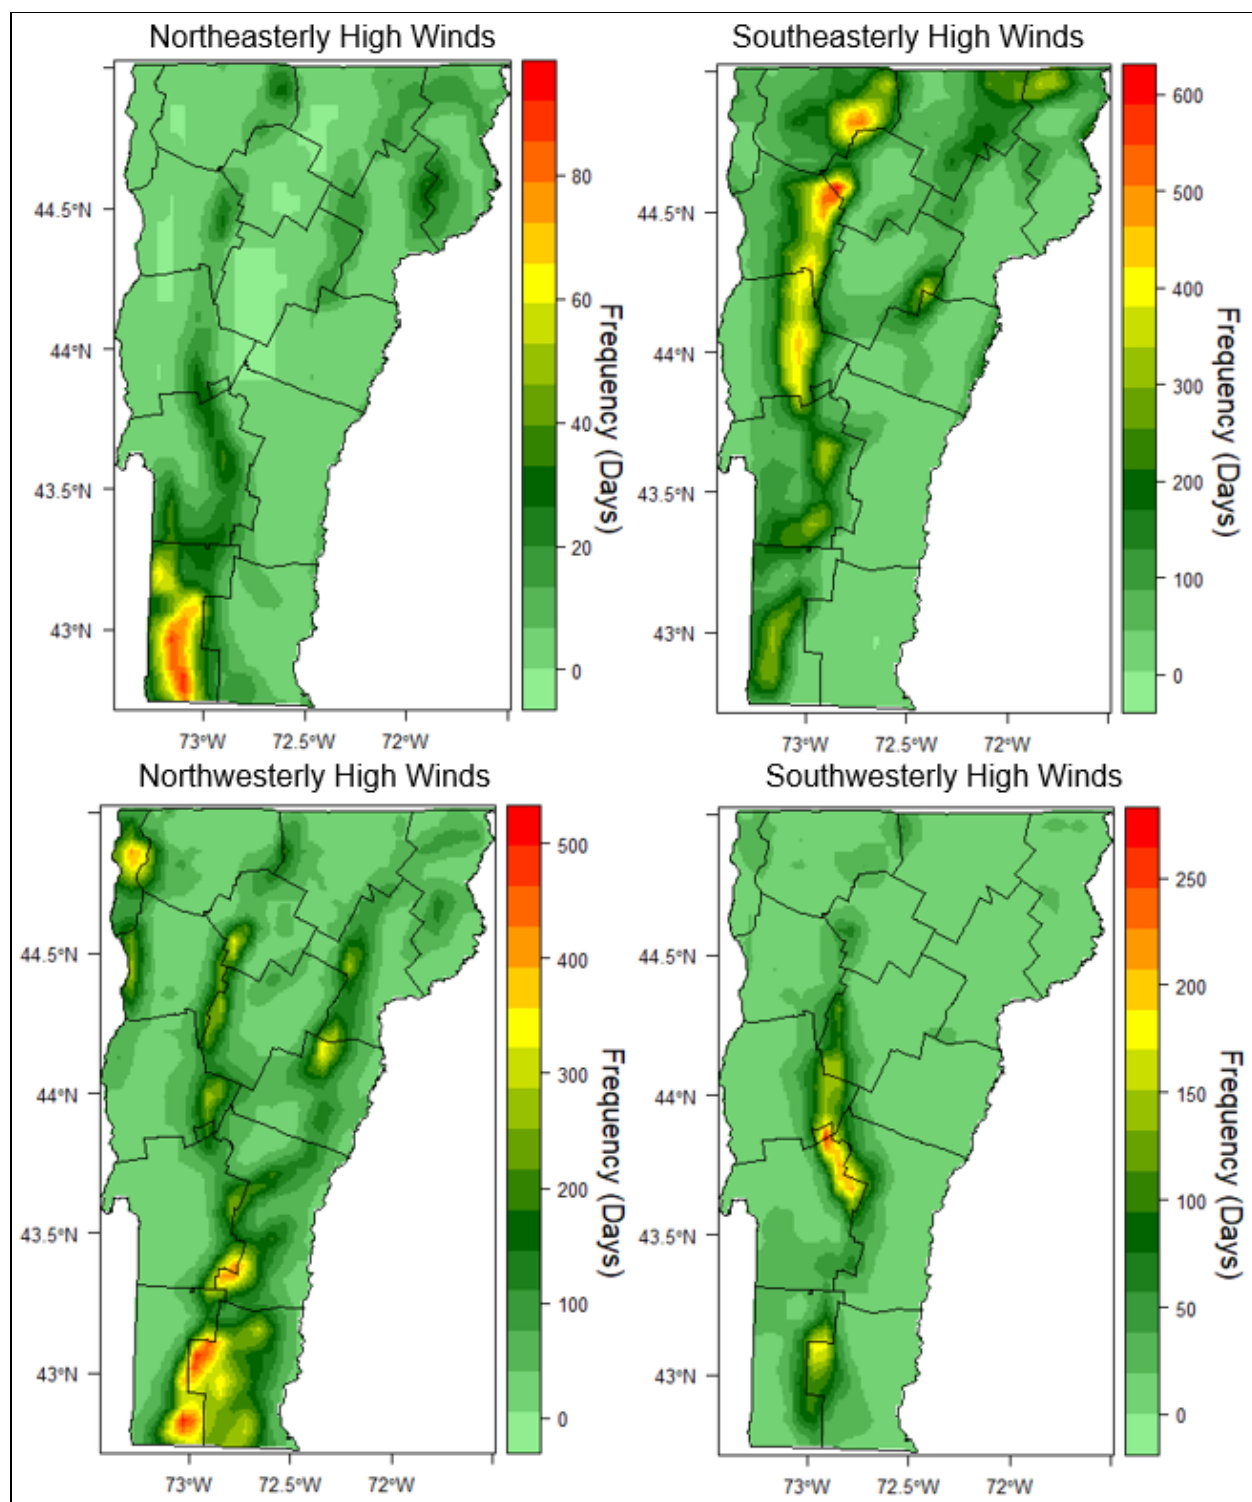 Northeasterly High Winds
44.5°N
44°N
43.5°N
43°N
73°W
72.5°W
72°W
80
60
40
20
0
Frequency (Days)
Southeasterly High Winds
44.5°N
44°N
43.5°N
43°N
73°W
72.5°W
72°W
600
500
400
300
200
100
0
Frequency (Days)
Northwesterly High Winds
44.5°N
44°N
43.5°N
43°N
73°W
72.5°W
72°W
500
400
300
200
100
0
Frequency (Days)
Southwesterly High Winds
44.5°N
44°N
43.5°N
43°N
73°W
72.5°W
72°W
250
200
150
100
50
0
Frequency (Days)